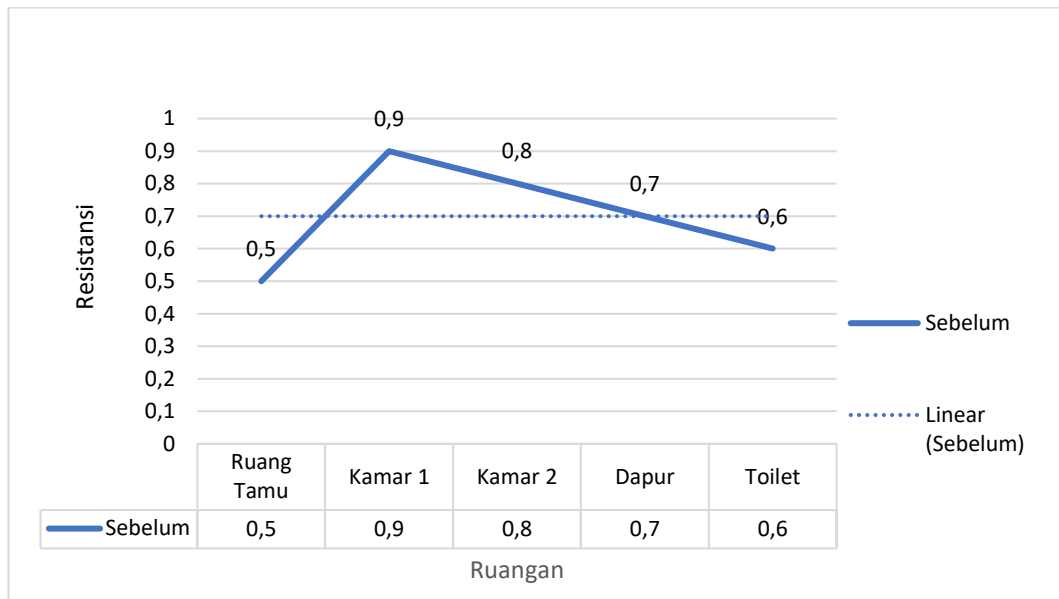 Resistansi
1
0,9
0,8
0,7
0,6
0,5
0,4
0,3
0,2
0,1
0
0,5
0,9
0,8
0,7
0,6
Sebelum
Linear
(Sebelum)
Ruang
Tamu
Kamar 1
Kamar 2
Dapur
Toilet
Sebelum 0,5 0,9 0,8 0,7 0,6
Ruangan